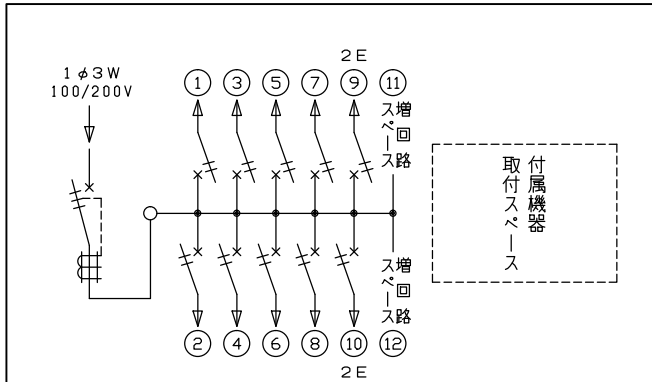 2E
1φ3W
100/200V
① ③ ⑤ ⑦ ⑨ ⑪
増回路
スペース
付属機器
取付スペース
増回路
スペース
② ④ ⑥ ⑧ ⑩ ⑫
2E